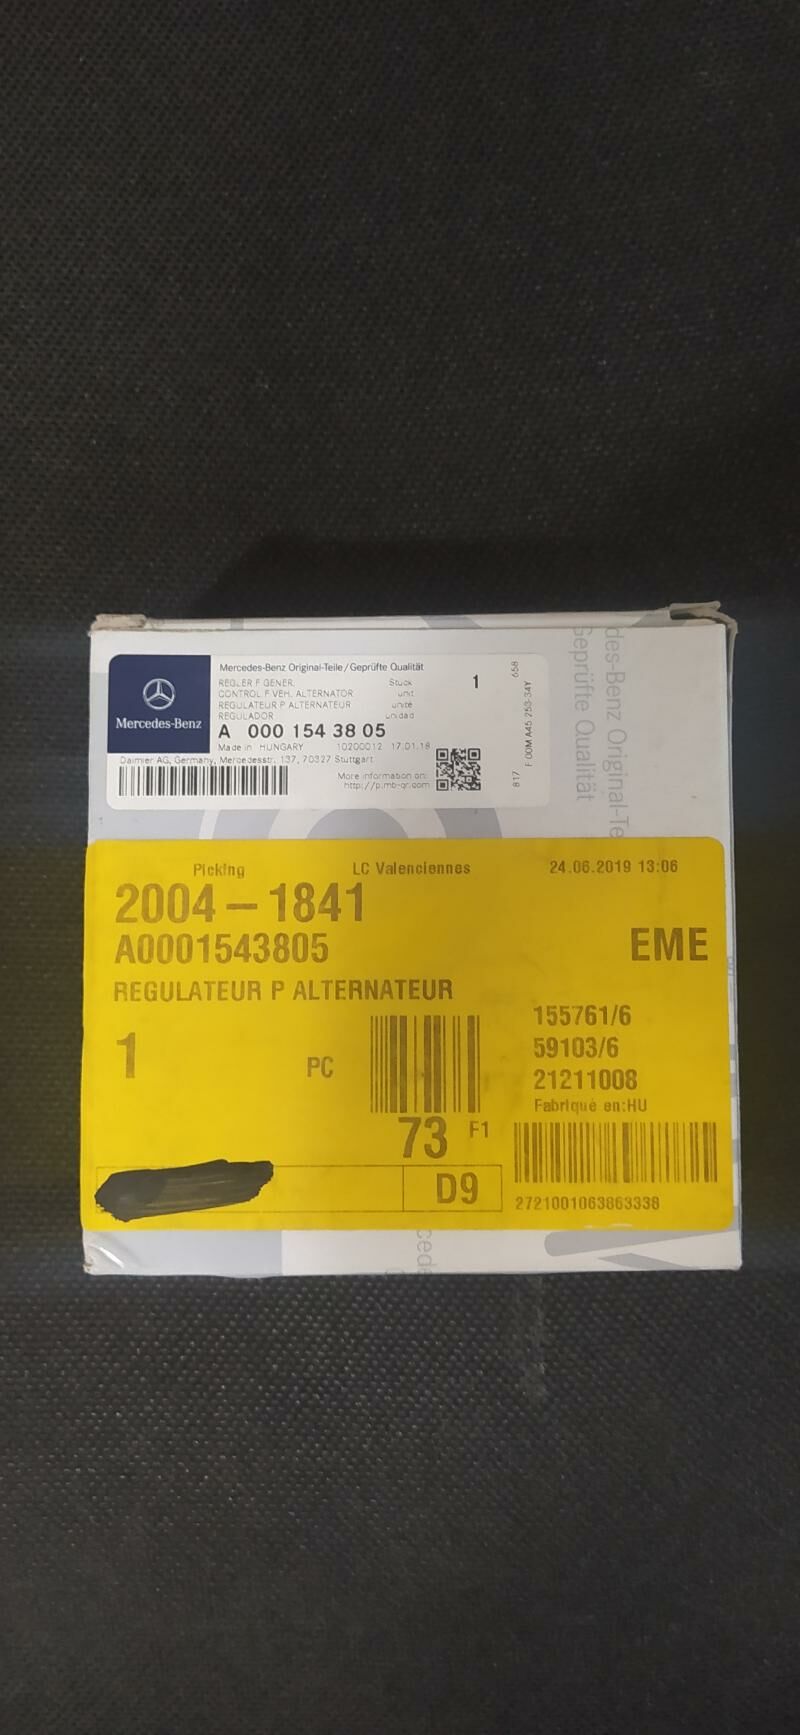 Mercedes-Benz
Mercedes-Benz Original-Teile/Geprüfte Qualität
REGLER F GENER. Stück 1
CONTROL F VEH. ALTERNATOR unit
REGULATEUR P ALTERNATEUR unité
REGULADOR unidad
A 000 154 38 05
Made in HUNGARY 10200012 17.01.18
Daimler AG, Germany, Mercedesstr. 137, 70327 Stuttgart
More information on:
http://p.mb-qr.com
658
817 F 00M A45 253-34Y
des-Benz Original-Te
Geprüfte Qualität
Picking LC Valenciennes 24.06.2019 13:06
2004 – 1841
A0001543805 EME
REGULATEUR P ALTERNATEUR
1 PC
155761/6
59103/6
21211008
Fabriqué en:HU
73 F1
D9
2721001063863338
cede